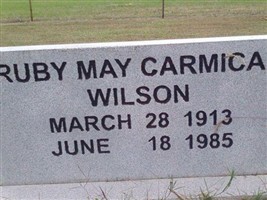 RUBY MAY CARMICA
WILSON
MARCH 28 1913
JUNE 18 1985